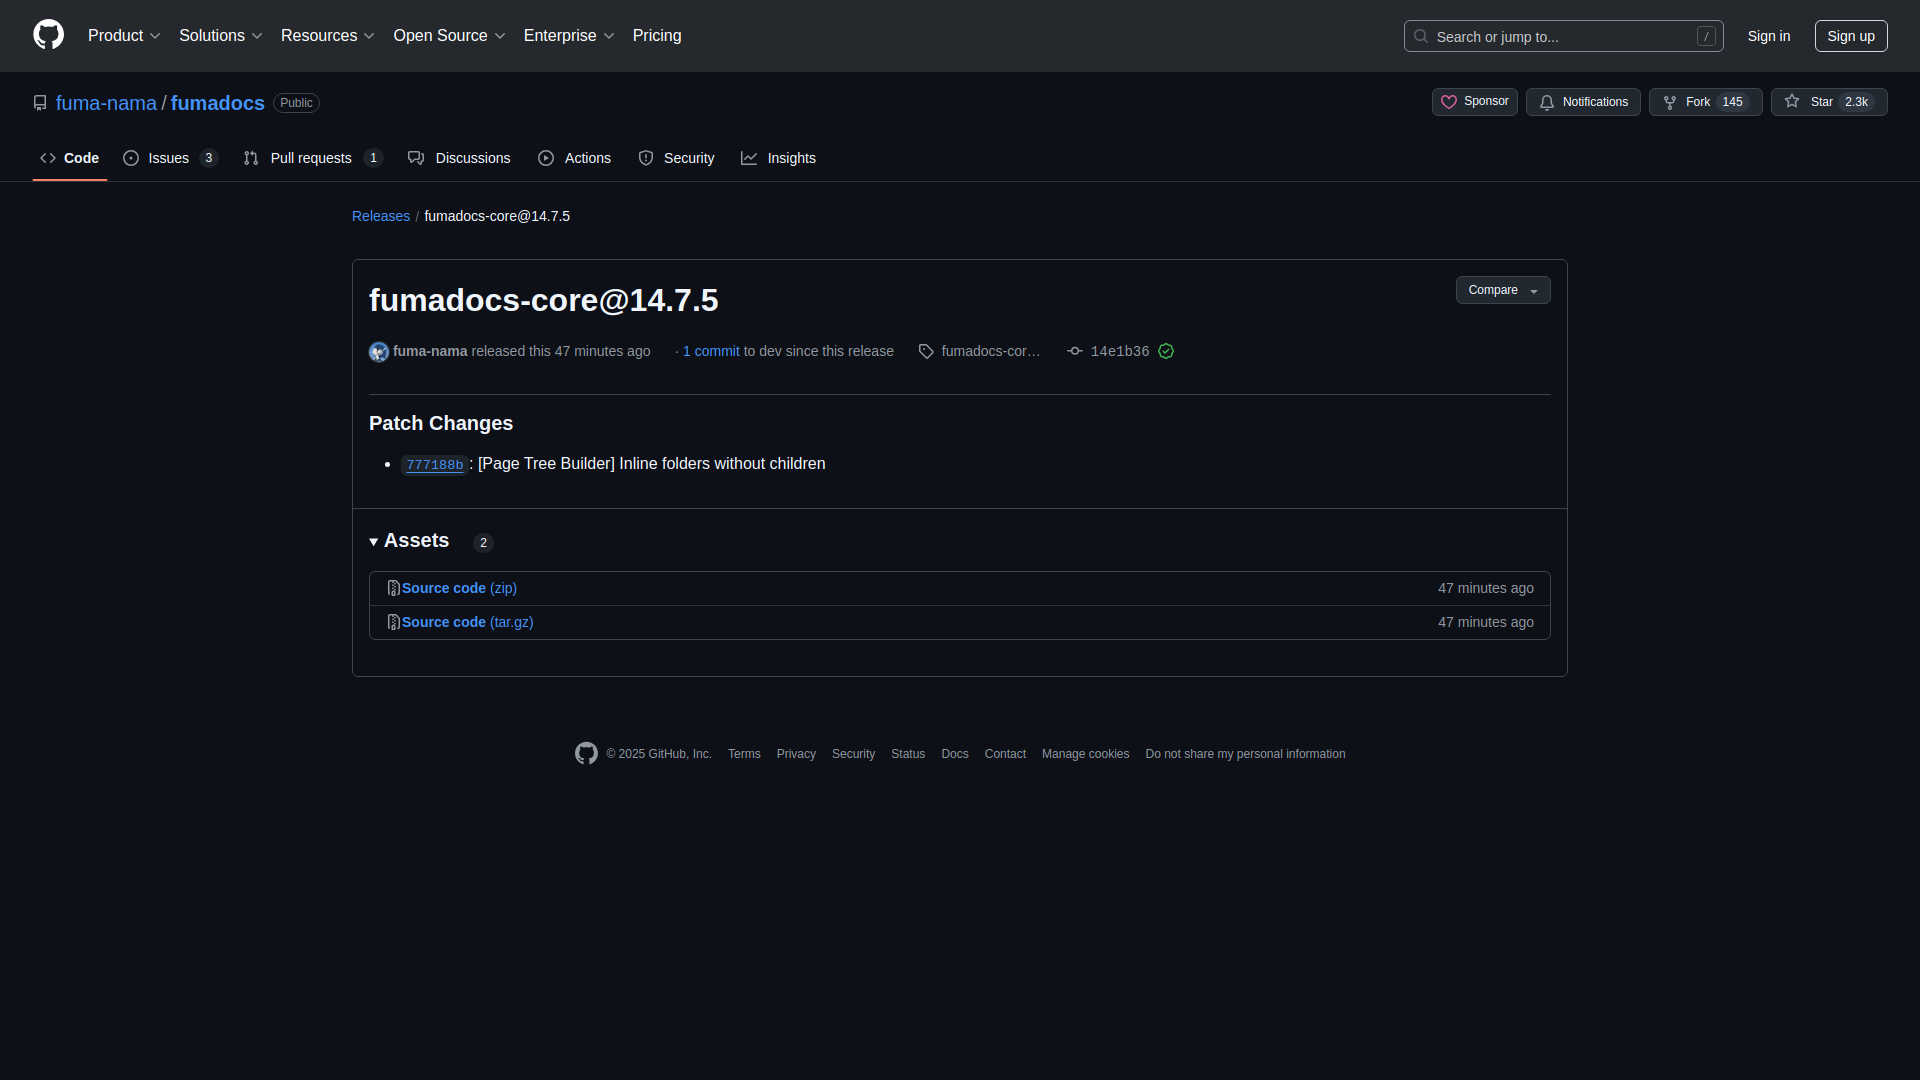 Product Solutions Resources Open Source Enterprise Pricing Search or jump to... / Sign in Sign up
fuma-nama / fumadocs Public Sponsor Notifications Fork 145 Star 2.3k
Code Issues 3 Pull requests 1 Discussions Actions Security Insights
Releases / fumadocs-core@14.7.5
fumadocs-core@14.7.5 Compare
fuma-nama released this 47 minutes ago · 1 commit to dev since this release fumadocs-cor… 14e1b36
Patch Changes
• 777188b: [Page Tree Builder] Inline folders without children
Assets 2
Source code (zip) 47 minutes ago
Source code (tar.gz) 47 minutes ago
© 2025 GitHub, Inc. Terms Privacy Security Status Docs Contact Manage cookies Do not share my personal information